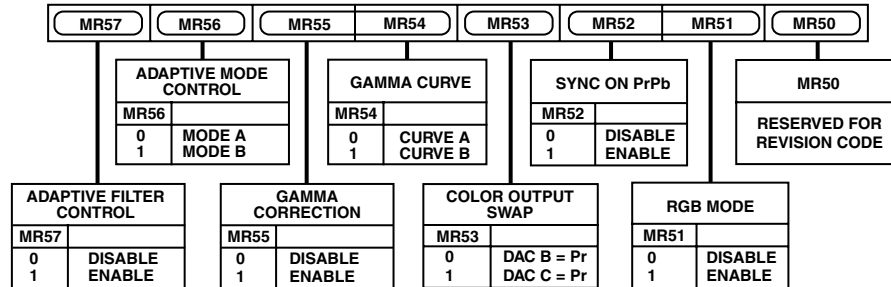 MR57 MR56 MR55 MR54 MR53 MR52 MR51 MR50
ADAPTIVE MODE
CONTROL
MR56
0 MODE A
1 MODE B
GAMMA CURVE
MR54
0 CURVE A
1 CURVE B
SYNC ON PrPb
MR52
0 DISABLE
1 ENABLE
MR50
RESERVED FOR
REVISION CODE
ADAPTIVE FILTER
CONTROL
MR57
0 DISABLE
1 ENABLE
GAMMA
CORRECTION
MR55
0 DISABLE
1 ENABLE
COLOR OUTPUT
SWAP
MR53
0 DAC B = Pr
1 DAC C = Pr
RGB MODE
MR51
0 DISABLE
1 ENABLE